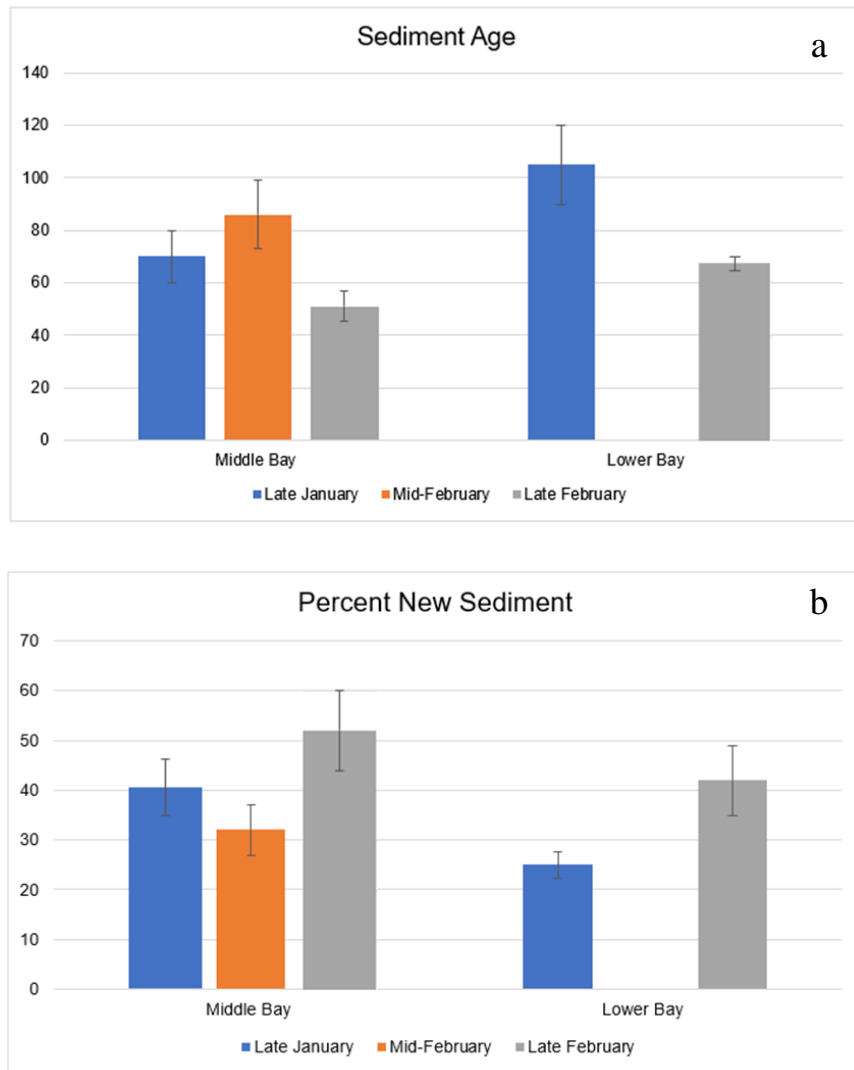 Sediment Age
a
140
120
100
80
60
40
20
0
Middle Bay Lower Bay
Late January Mid-February Late February
Percent New Sediment
b
70
60
50
40
30
20
10
0
Middle Bay Lower Bay
Late January Mid-February Late February